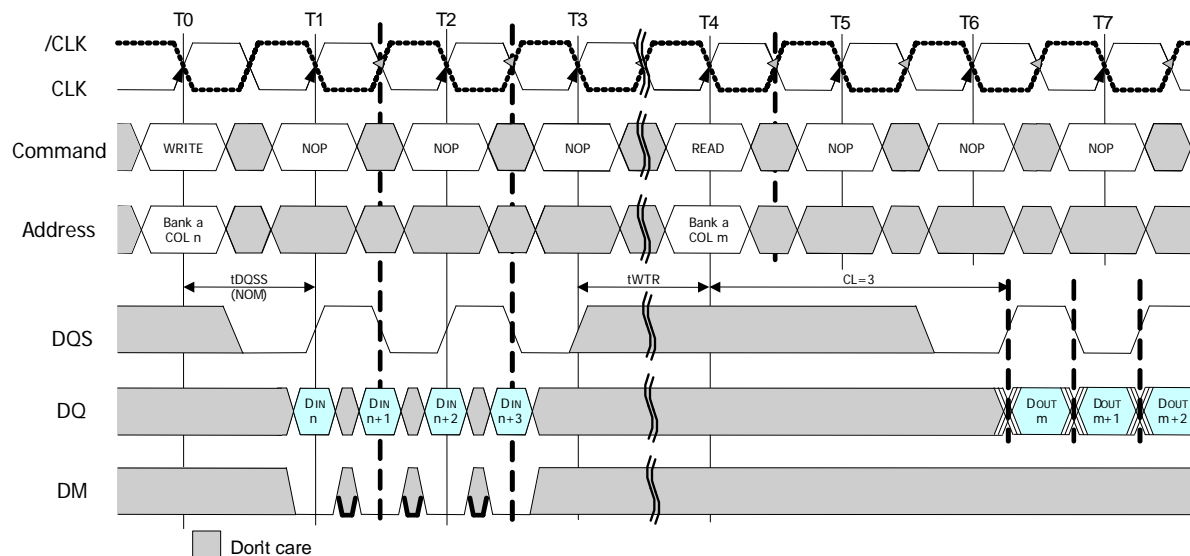 T0 T1 T2 T3 T4 T5 T6 T7
/CLK
CLK
Command WRITE NOP NOP NOP READ NOP NOP NOP
Address Bank a COL n Bank a COL m
tDQSS (NOM) tWTR CL=3
DQS
DQ DIN n DIN n+1 DIN n+2 DIN n+3 DOUT m DOUT m+1 DOUT m+2
DM
Don't care